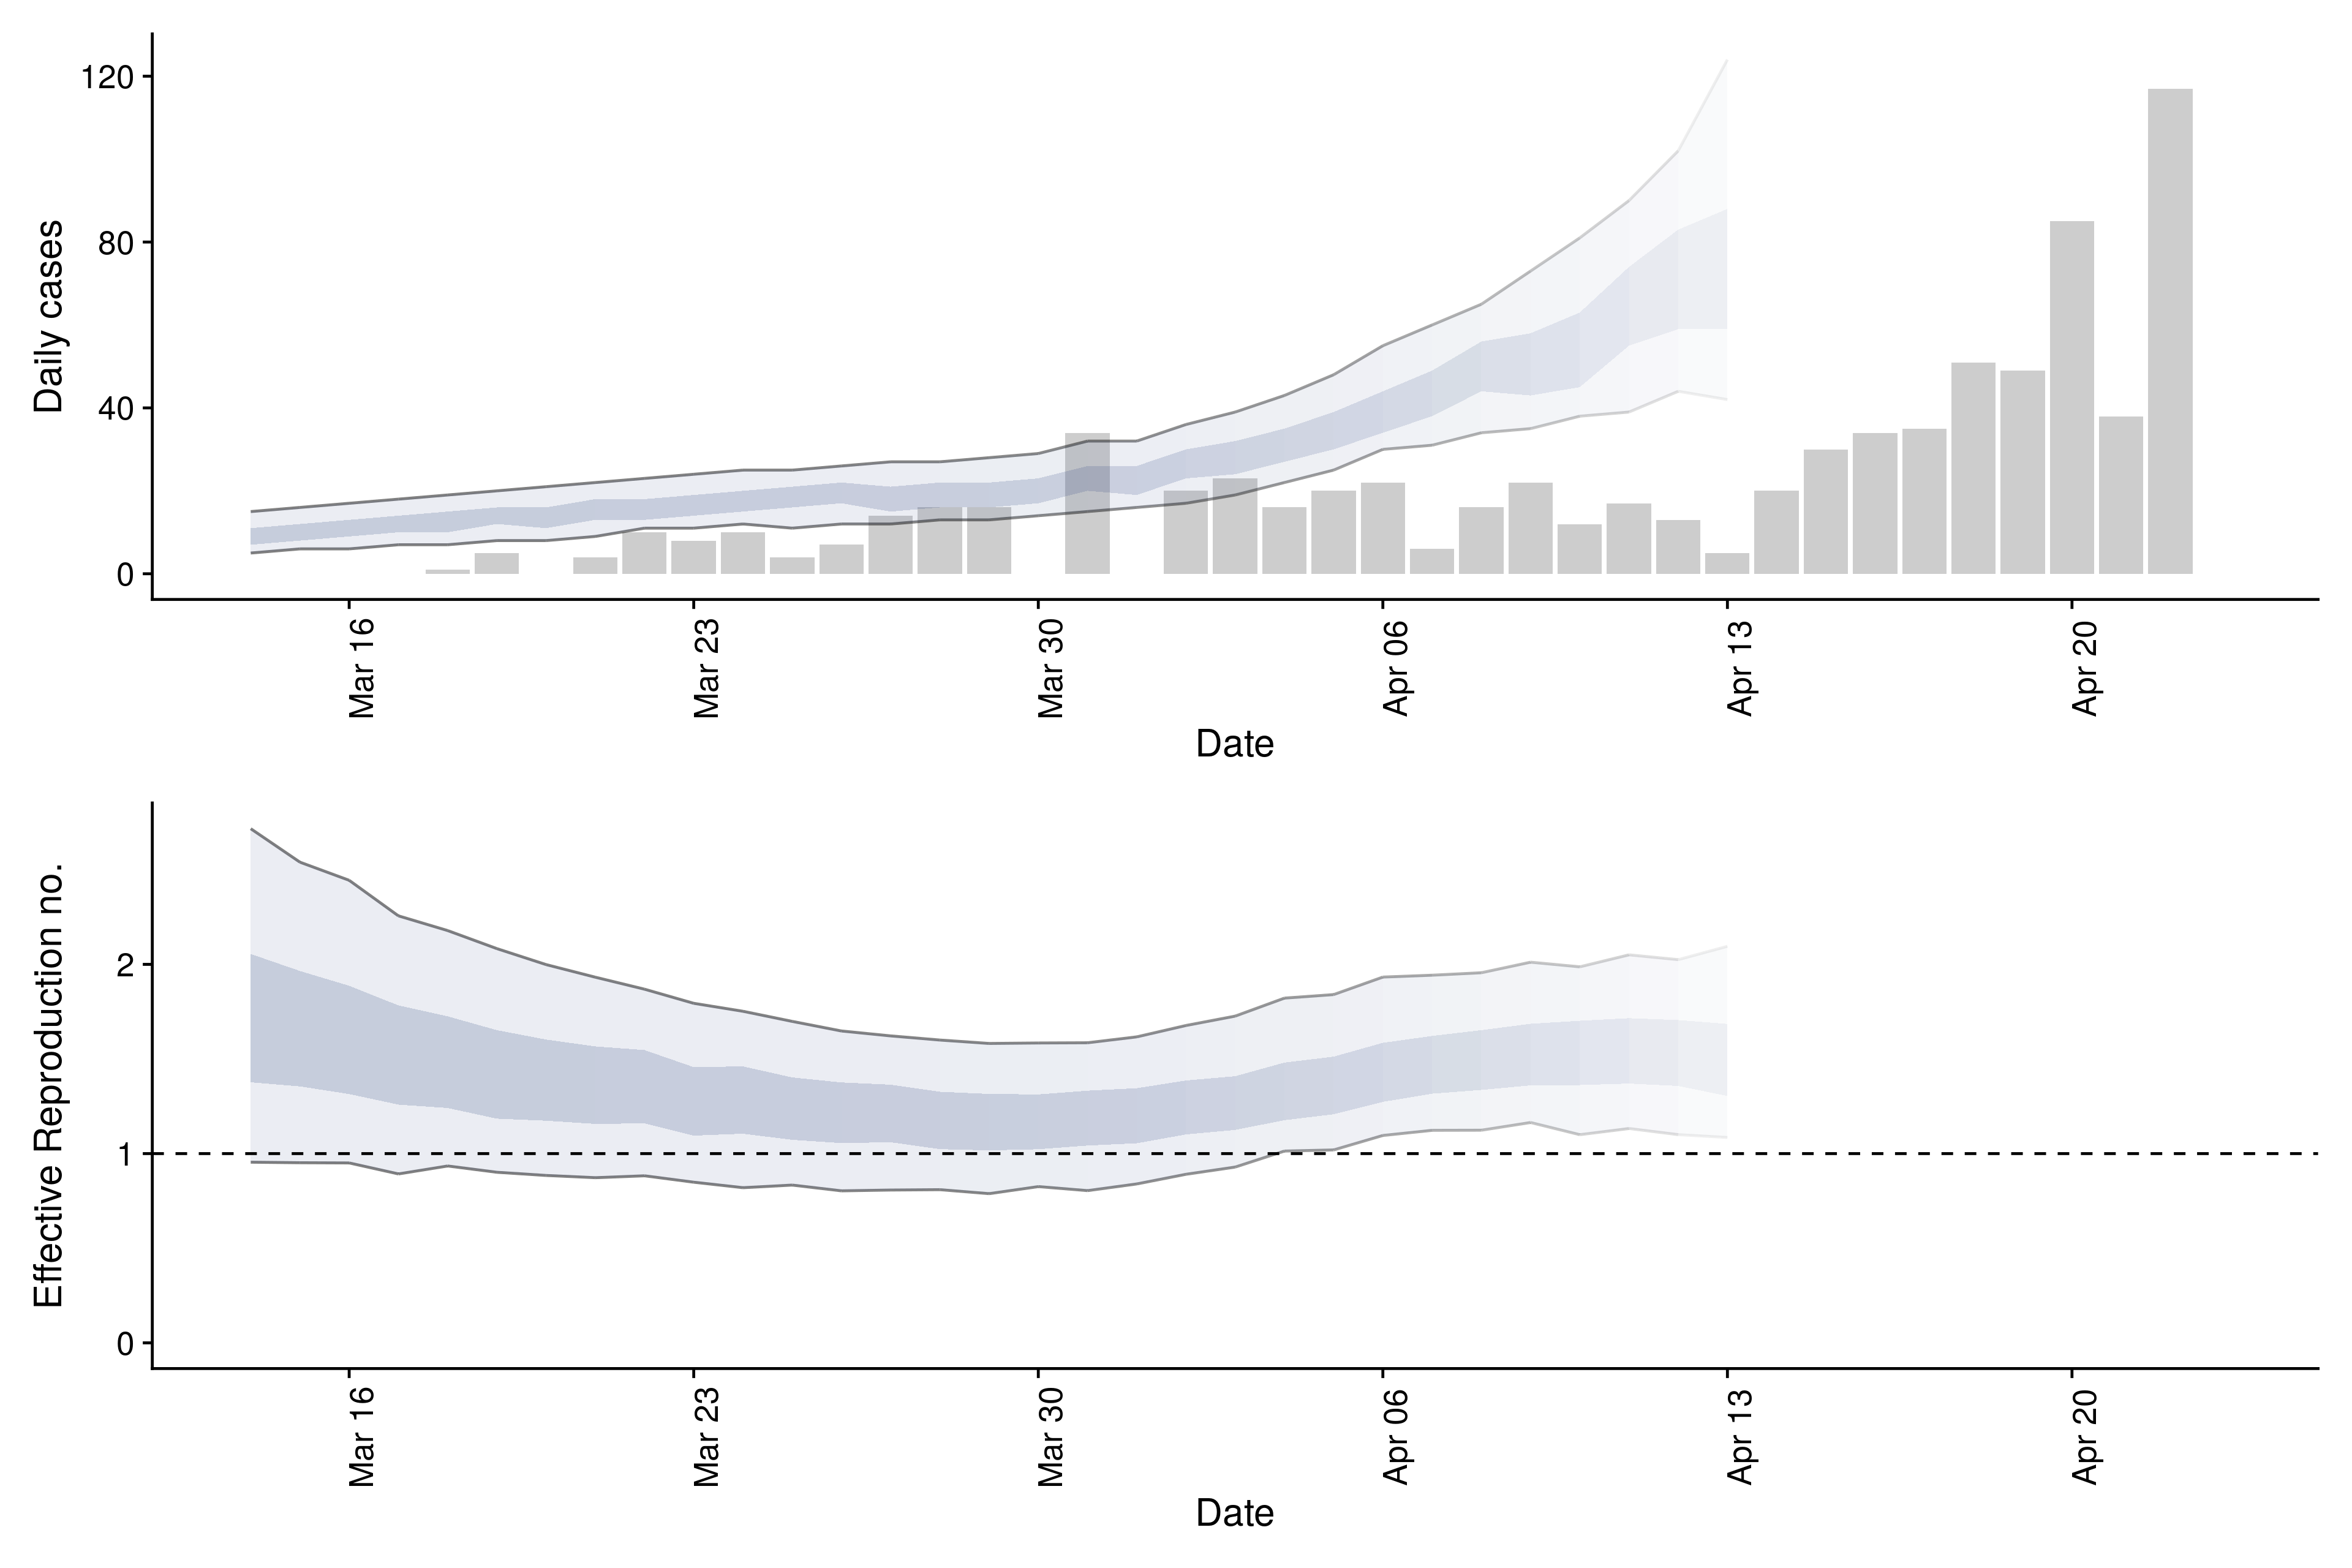 Daily cases
120
80
40
0
Mar 16
Mar 23
Mar 30
Apr 06
Apr 13
Apr 20
Date
Effective Reproduction no.
2
1
0
Mar 16
Mar 23
Mar 30
Apr 06
Apr 13
Apr 20
Date